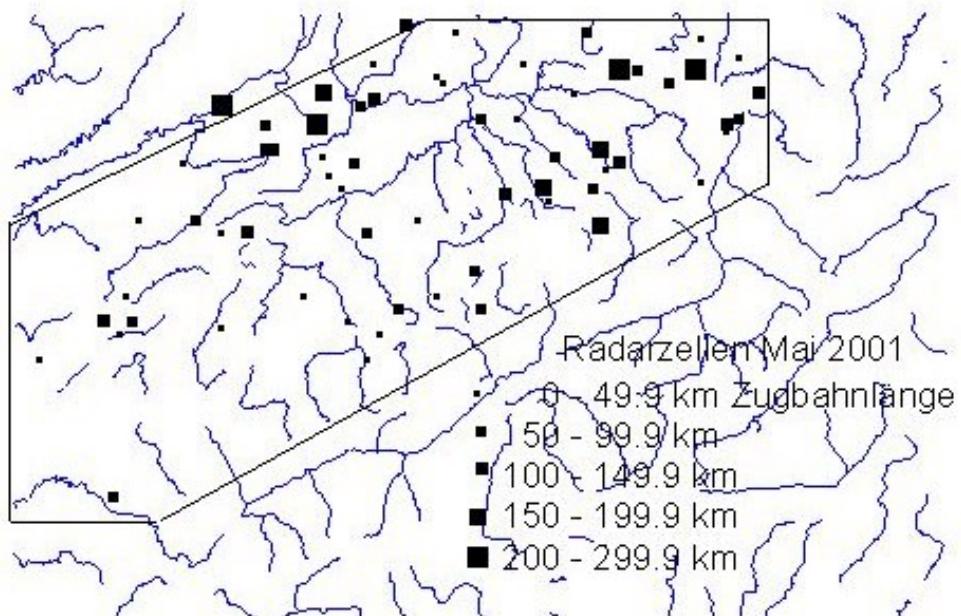 Radarzellen Mai 2001
0 - 49.9 km Zugbahnlänge
50 - 99.9 km
100 - 149.9 km
150 - 199.9 km
200 - 299.9 km